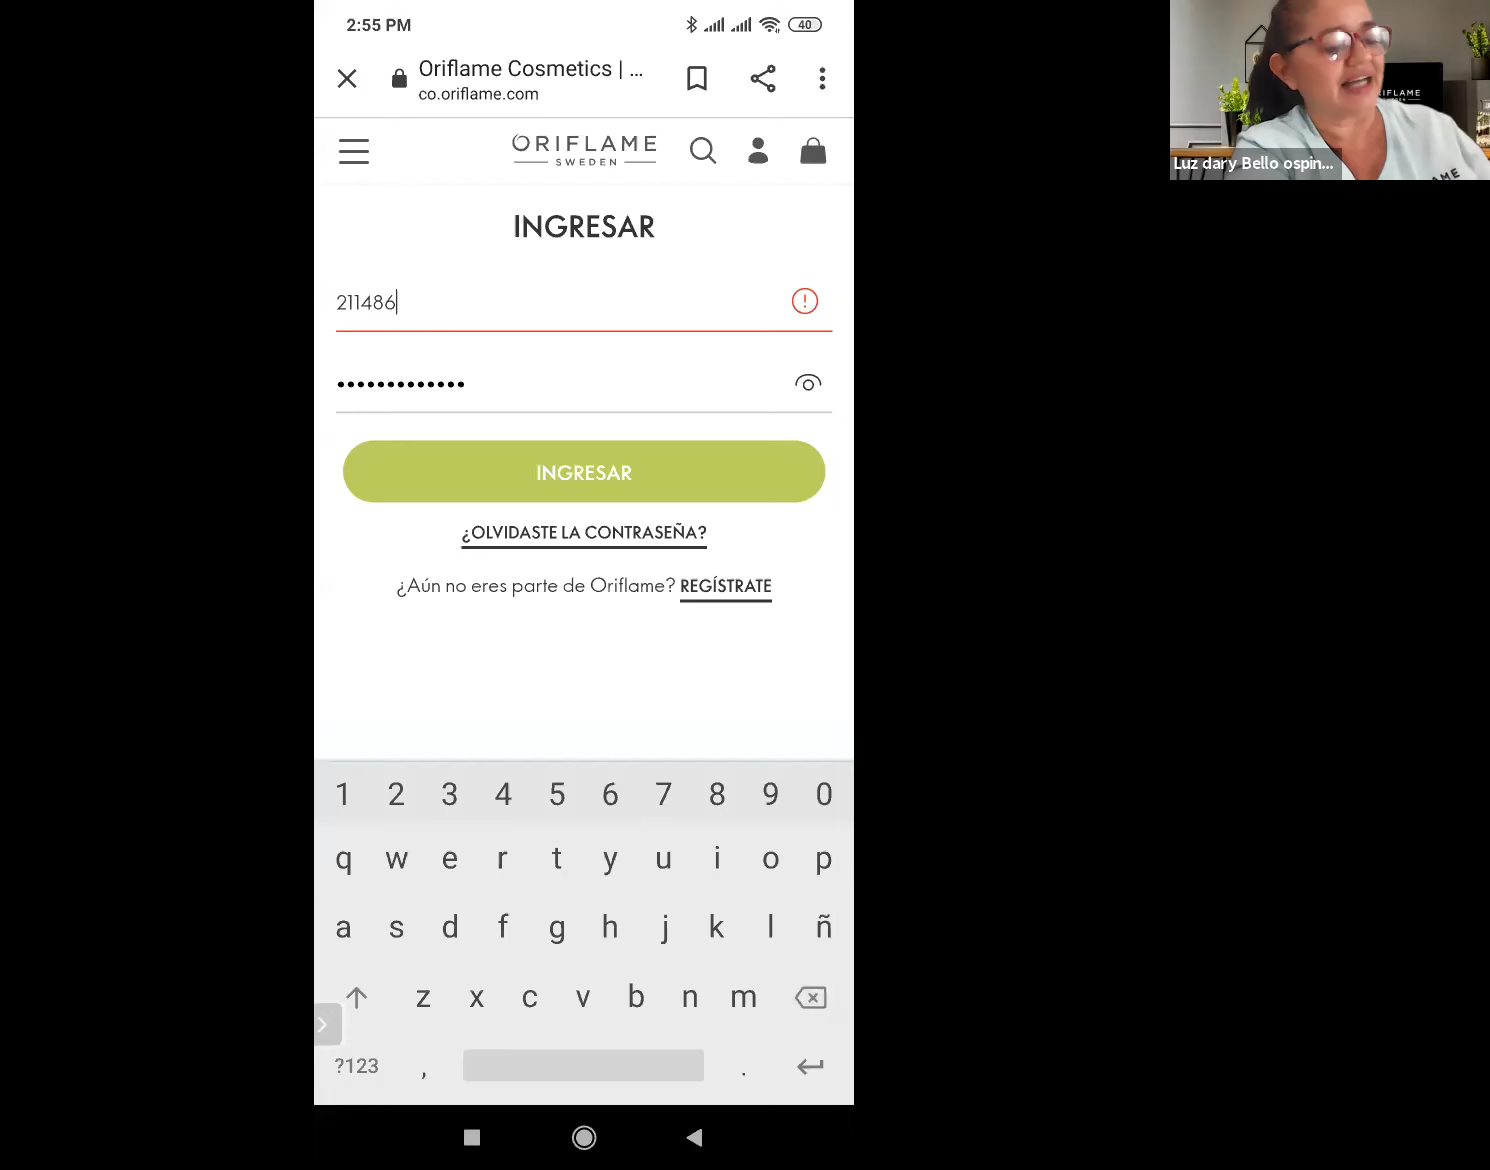 2:55 PM
40
Oriflame Cosmetics | ...
co.oriflame.com
ORIFLAME
SWEDEN
INGRESAR
211486
INGRESAR
¿OLVIDASTE LA CONTRASEÑA?
¿Aún no eres parte de Oriflame? REGÍSTRATE
1 2 3 4 5 6 7 8 9 0
q w e r t y u i o p
a s d f g h j k l ñ
z x c v b n m
?123 , .
Luz dary Bello ospin...